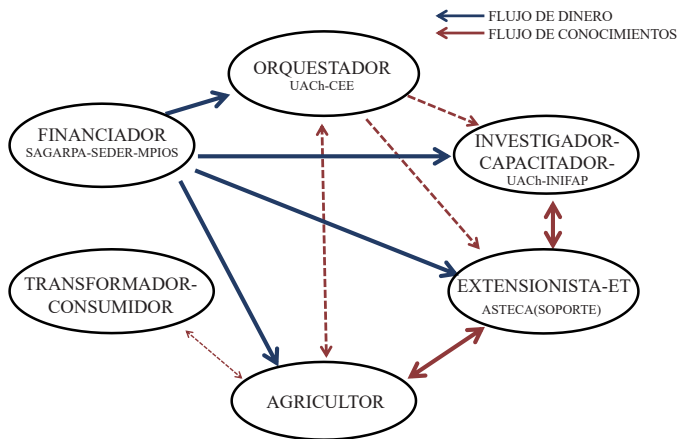 FLUJO DE DINERO
FLUJO DE CONOCIMIENTOS
ORQUESTADOR
UACh-CEE
FINANCIADOR
SAGARPA-SEDER-MPIOS
INVESTIGADOR-
CAPACITADOR-
UACh-INIFAP
TRANSFORMADOR-
CONSUMIDOR
EXTENSIONISTA-ET
ASTECA(SOPORTE)
AGRICULTOR